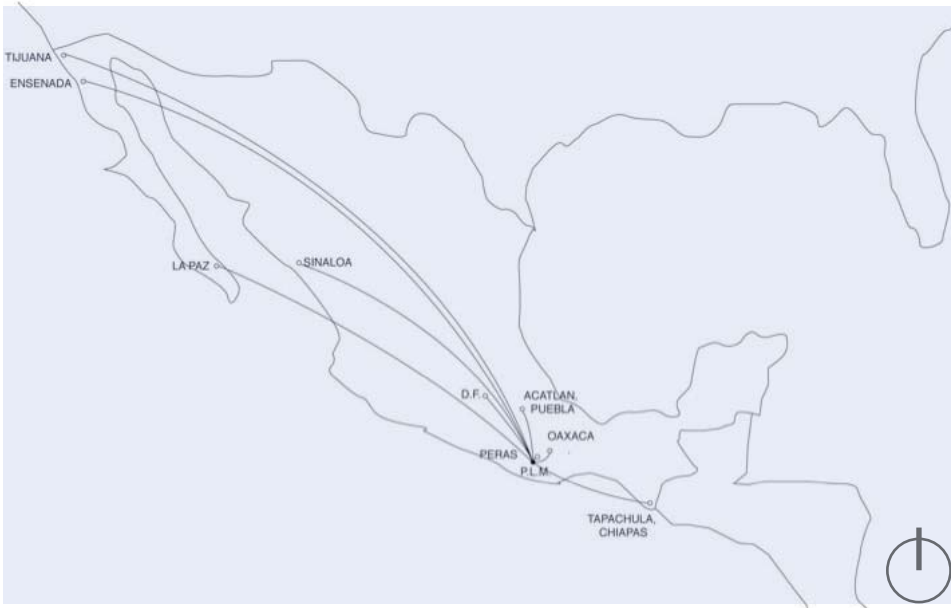 TIJUANA
ENSENADA
LA PAZ
SINALOA
D.F.
ACATLAN,
PUEBLA
OAXACA
PERAS
P.L.M.
TAPACHULA,
CHIAPAS